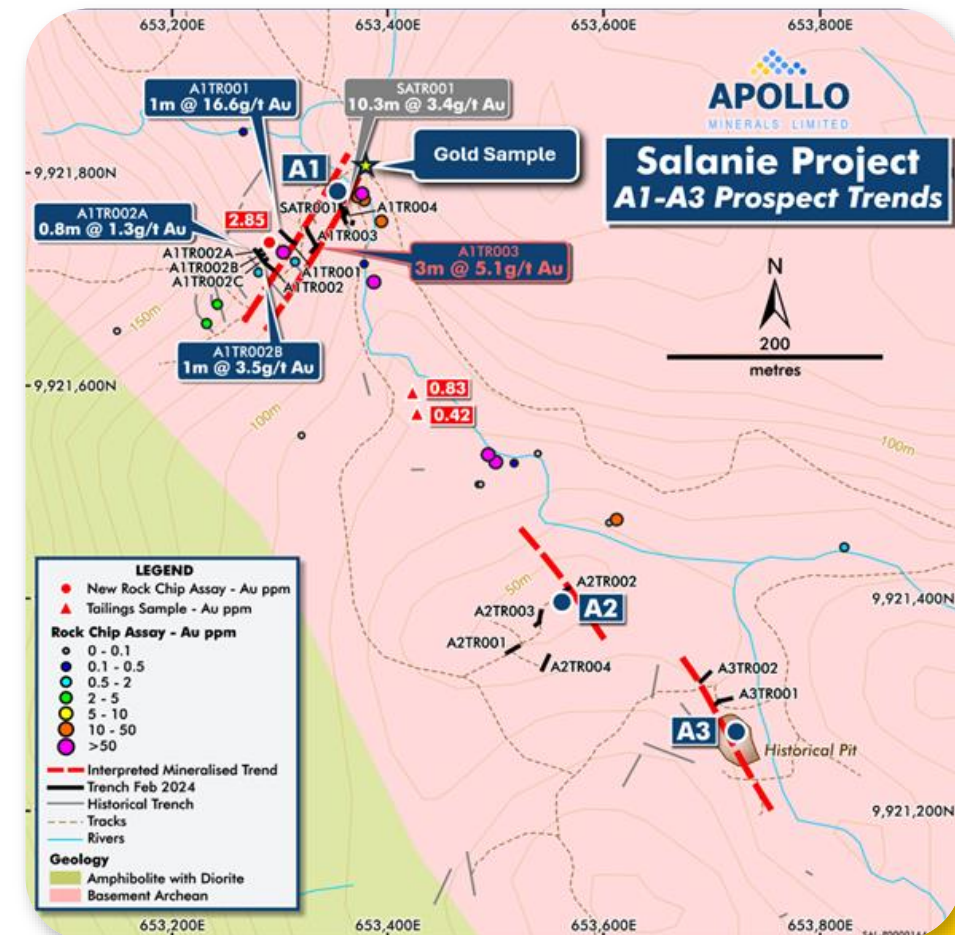 653,200E
653,400E
653,600E
653,800E
APOLLO
MINERALS LIMITED
Salanie Project
A1-A3 Prospect Trends
A1TR001
1m @ 16.6g/t Au
SATR001
10.3m @ 3.4g/t Au
Gold Sample
A1
9,921,800N
A1TR002A
0.8m @ 1.3g/t Au
2.85
SATR001
A1TR004
A1TR003
A1TR003
3m @ 5.1g/t Au
A1TR002A
A1TR002B
A1TR002C
A1TR001
A1TR002
N
200
metres
150m
A1TR002B
1m @ 3.5g/t Au
9,921,600N
0.83
0.42
100m
100m
50m
A2TR002
A2
A2TR003
A2TR001
A2TR004
9,921,400N
A3TR002
A3TR001
A3
Historical Pit
9,921,200N
LEGEND
New Rock Chip Assay - Au ppm
Tailings Sample - Au ppm
Rock Chip Assay - Au ppm
0 - 0.1
0.1 - 0.5
0.5 - 2
2 - 5
5 - 10
10 - 50
>50
Interpreted Mineralised Trend
Trench Feb 2024
Historical Trench
Tracks
Rivers
Geology
Amphibolite with Diorite
Basement Archean
653,200E
653,400E
653,600E
653,800E